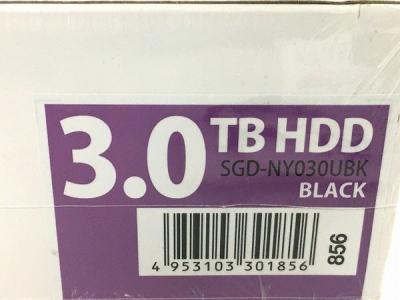 3.0 TB HDD
SGD-NY030UBK
BLACK
4 953103 301856
856